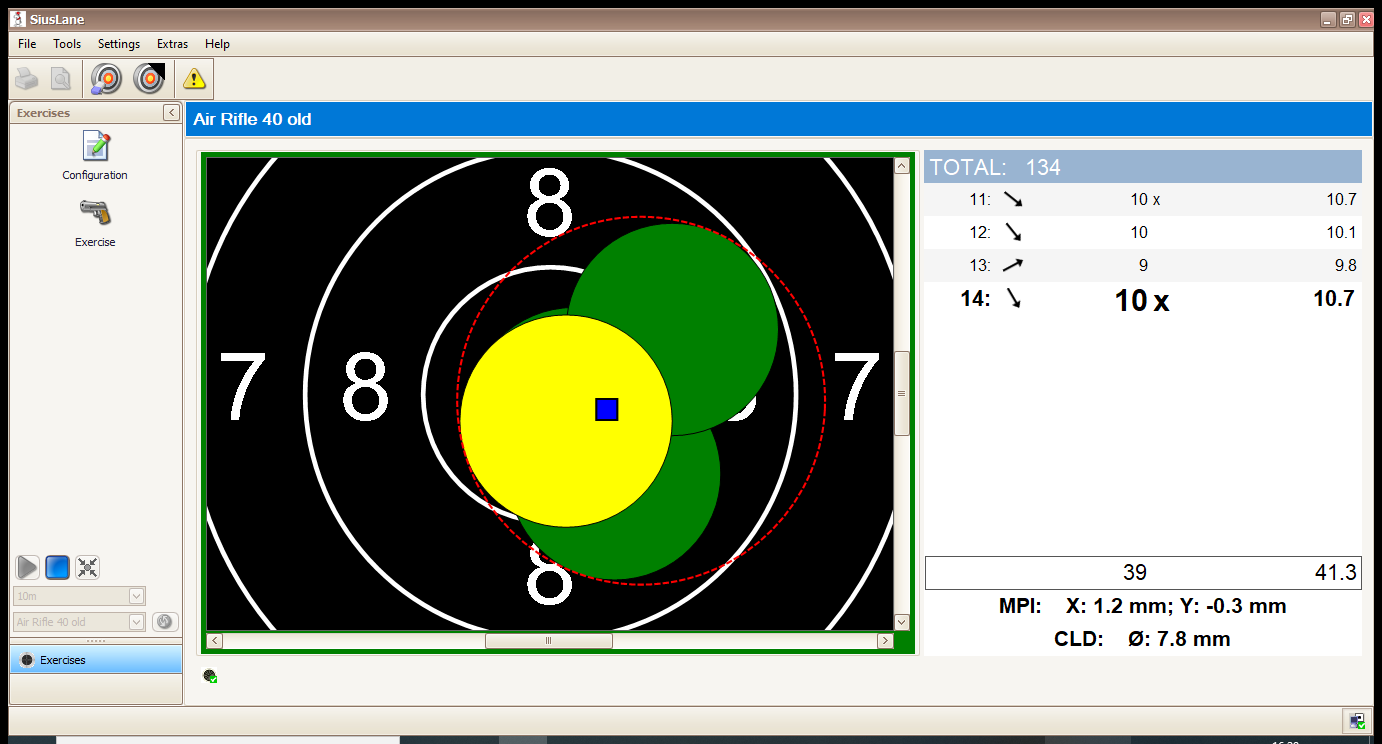 SiusLane
File Tools Settings Extras Help
Exercises
Configuration
Exercise
10m
Air Rifle 40 old
Exercises
Air Rifle 40 old
8
7 8 7
8
TOTAL: 134
11: 10 x 10.7
12: 10 10.1
13: 9 9.8
14: 10 x 10.7
39 41.3
MPI: X: 1.2 mm; Y: -0.3 mm
CLD: Ø: 7.8 mm